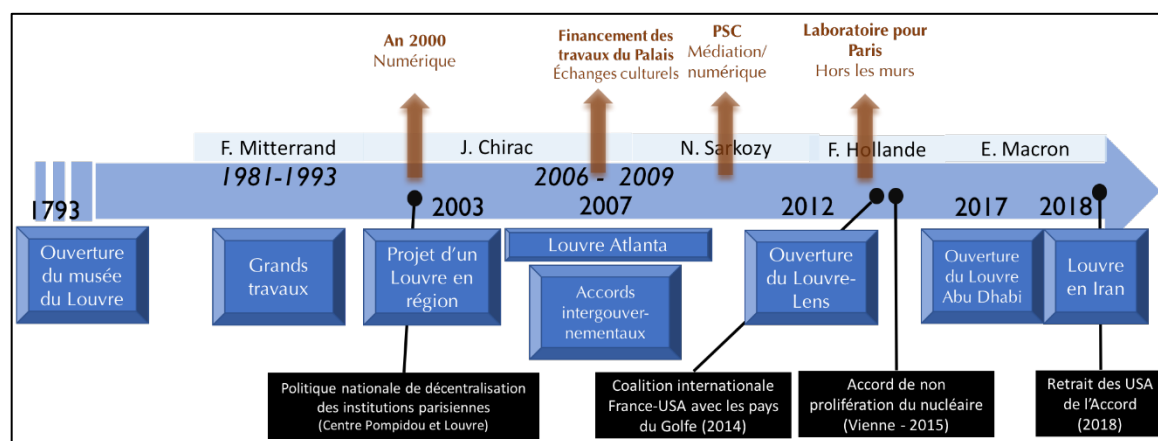 An 2000
Numérique
Financement des
travaux du Palais
Échanges culturels
PSC
Médiation/
numérique
Laboratoire pour
Paris
Hors les murs
F. Mitterrand
J. Chirac
N. Sarkozy
F. Hollande
E. Macron
1981-1993
2006 - 2009
1793
2003
2007
2012
2017
2018
Ouverture
du musée
du Louvre
Grands
travaux
Projet d'un
Louvre en
région
Louvre Atlanta
Accords
intergouver-
nementaux
Ouverture
du Louvre-
Lens
Ouverture
du Louvre
Abu Dhabi
Louvre
en Iran
Politique nationale de décentralisation
des institutions parisiennes
(Centre Pompidou et Louvre)
Coalition internationale
France-USA avec les pays
du Golfe (2014)
Accord de non
prolifération du nucléaire
(Vienne - 2015)
Retrait des USA
de l'Accord
(2018)